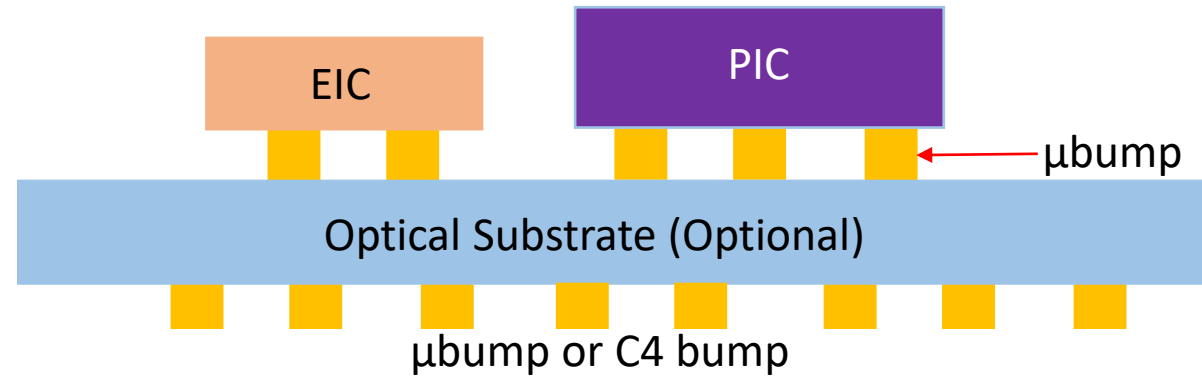 EIC
PIC
μbump
Optical Substrate (Optional)
μbump or C4 bump